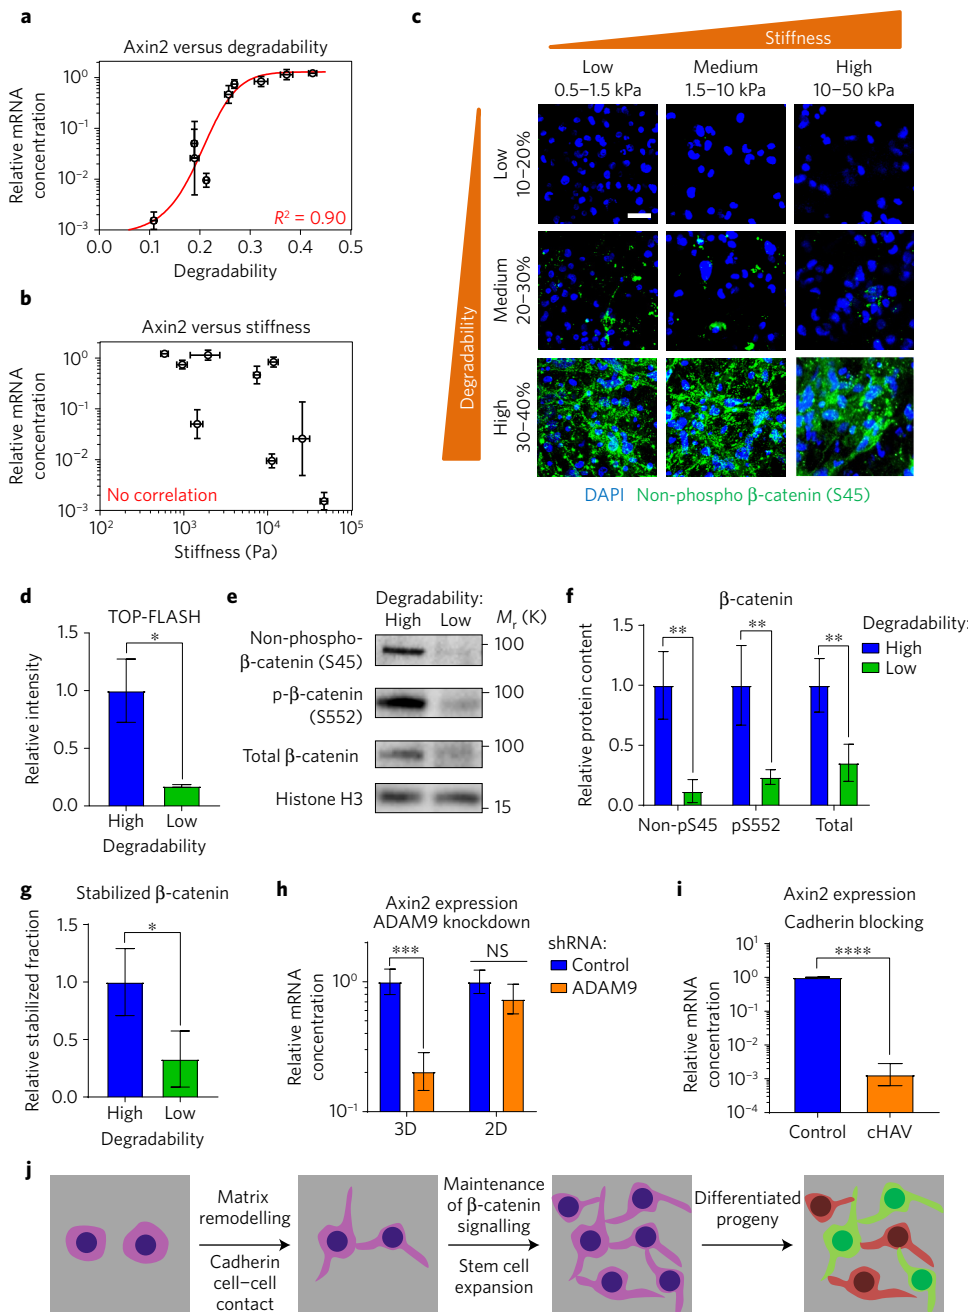 a
Axin2 versus degradability
Relative mRNA
concentration
10⁰
10⁻¹
10⁻²
10⁻³
R² = 0.90
0.0 0.1 0.2 0.3 0.4 0.5
Degradability
b
Axin2 versus stiffness
Relative mRNA
concentration
10⁰
10⁻¹
10⁻²
10⁻³
No correlation
10² 10³ 10⁴ 10⁵
Stiffness (Pa)
c
Stiffness
Low Medium High
0.5–1.5 kPa 1.5–10 kPa 10–50 kPa
Degradability
Low
10–20%
Medium
20–30%
High
30–40%
DAPI Non-phospho β-catenin (S45)
d
TOP-FLASH
Relative intensity
1.5
1.0
0.5
0.0
*
High Low
Degradability
e
Degradability:
High Low Mr (K)
Non-phospho-
β-catenin (S45)
100
p-β-catenin
(S552)
100
Total β-catenin
100
Histone H3
15
f
β-catenin
Relative protein content
1.5
1.0
0.5
0.0
** ** **
Non-pS45 pS552 Total
Degradability:
High
Low
g
Stabilized β-catenin
Relative stabilized fraction
1.5
1.0
0.5
0.0
*
High Low
Degradability
h
Axin2 expression
ADAM9 knockdown
Relative mRNA
concentration
10⁰
10⁻¹
*** NS
3D 2D
shRNA:
Control
ADAM9
i
Axin2 expression
Cadherin blocking
Relative mRNA
concentration
10¹
10⁰
10⁻¹
10⁻²
10⁻³
10⁻⁴
****
Control cHAV
j
Matrix
remodelling
Cadherin
cell–cell
contact
Maintenance
of β-catenin
signalling
Stem cell
expansion
Differentiated
progeny